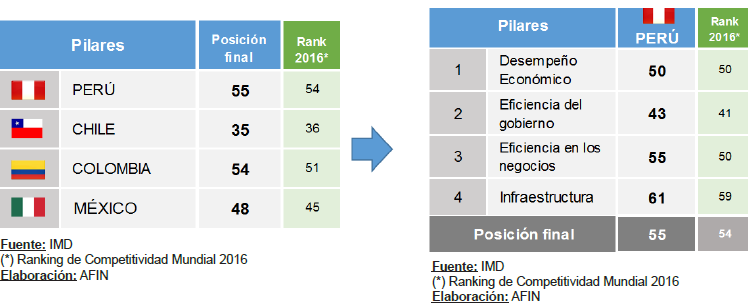 Pilares Posición final Rank 2016*
PERÚ 55 54
CHILE 35 36
COLOMBIA 54 51
MÉXICO 48 45
Fuente: IMD
(*) Ranking de Competitividad Mundial 2016
Elaboración: AFIN
Pilares PERÚ Rank 2016*
1 Desempeño Económico 50 50
2 Eficiencia del gobierno 43 41
3 Eficiencia en los negocios 55 50
4 Infraestructura 61 59
Posición final 55 54
Fuente: IMD
(*) Ranking de Competitividad Mundial 2016
Elaboración: AFIN